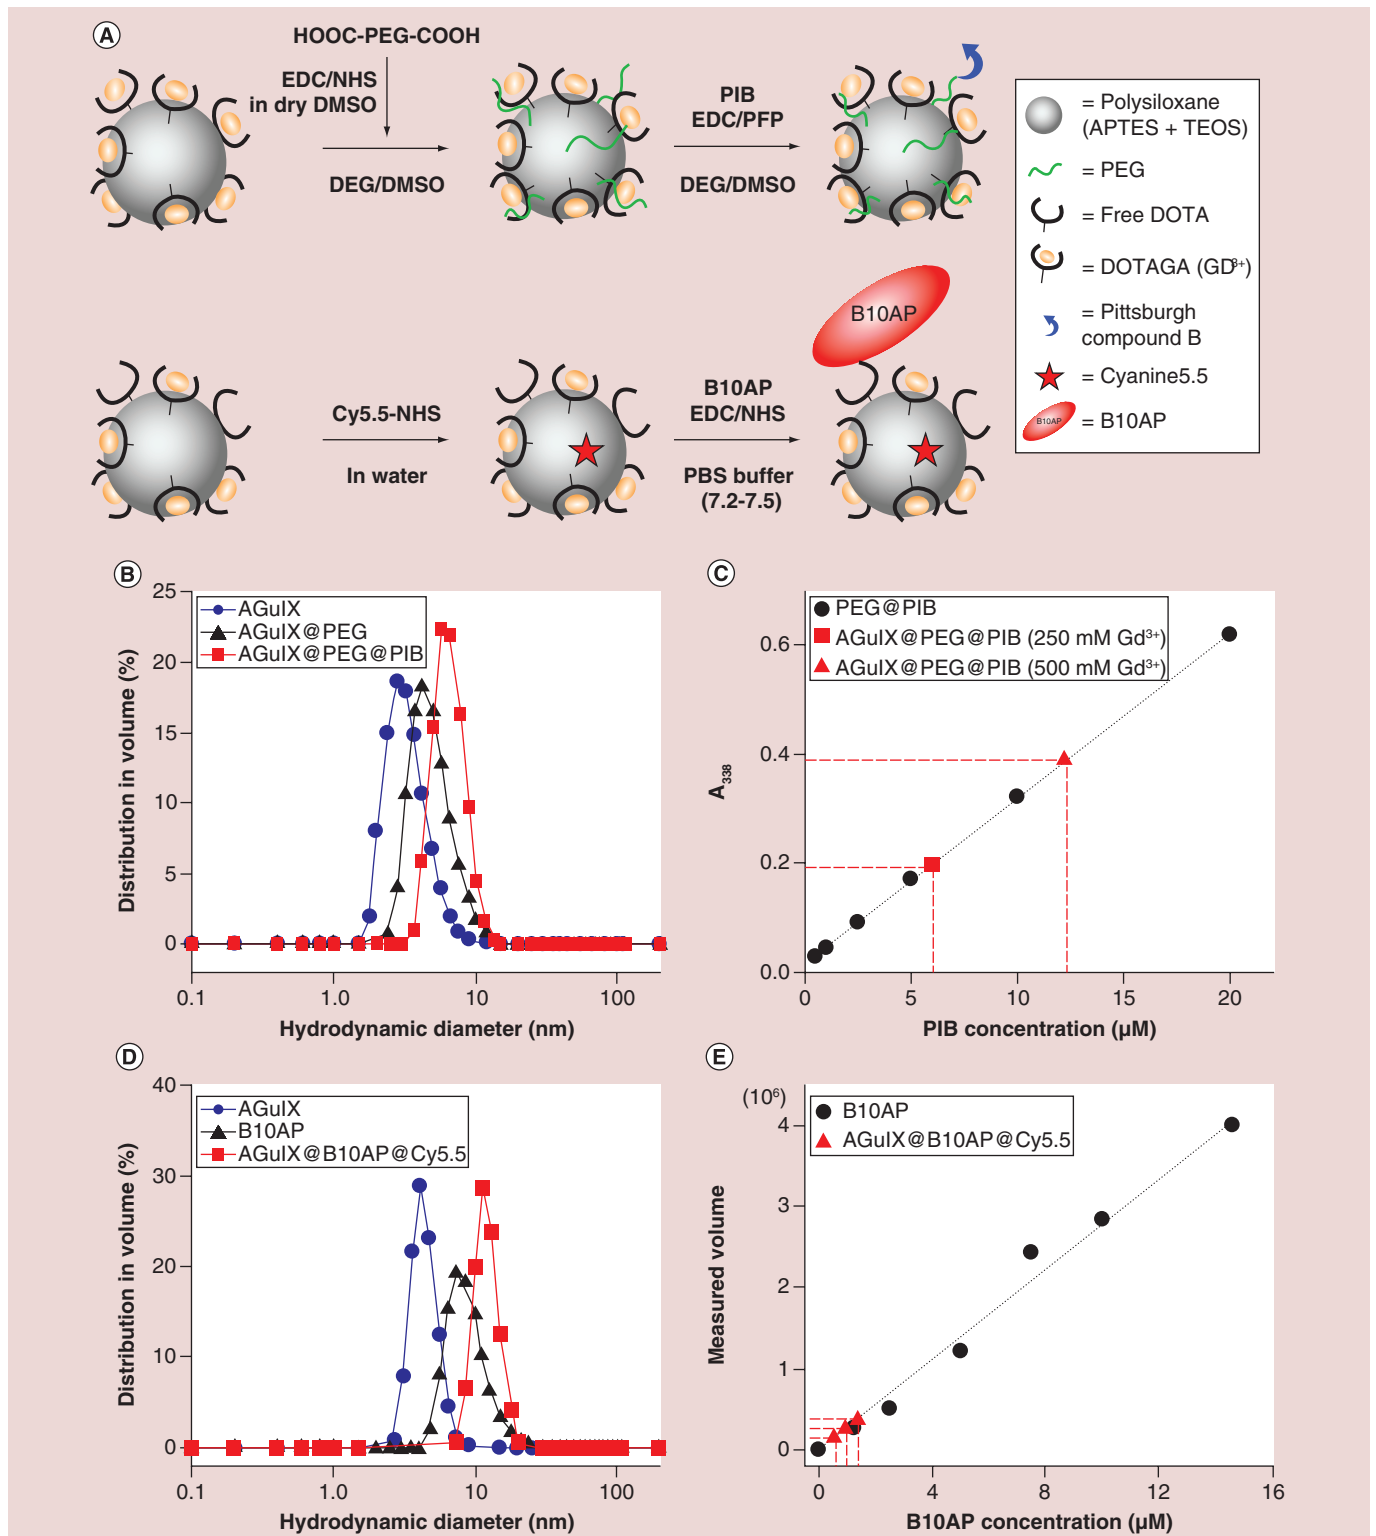 A
HOOC-PEG-COOH
EDC/NHS
in dry DMSO
DEG/DMSO
PIB
EDC/PFP
DEG/DMSO
= Polysiloxane
(APTES + TEOS)
= PEG
= Free DOTA
= DOTAGA (GD³⁺)
= Pittsburgh
compound B
= Cyanine5.5
B10AP
= B10AP
Cy5.5-NHS
In water
B10AP
EDC/NHS
PBS buffer
(7.2-7.5)
B10AP
B
Distribution in volume (%)
25
20
15
10
5
0
AGuIX
AGuIX@PEG
AGuIX@PEG@PIB
0.1
1.0
10
100
Hydrodynamic diameter (nm)
C
A₃₃₈
0.6
0.4
0.2
0.0
PEG@PIB
AGuIX@PEG@PIB (250 mM Gd³⁺)
AGuIX@PEG@PIB (500 mM Gd³⁺)
0
5
10
15
20
PIB concentration (µM)
D
Distribution in volume (%)
40
30
20
10
0
AGuIX
B10AP
AGuIX@B10AP@Cy5.5
0.1
1.0
10
100
Hydrodynamic diameter (nm)
E
(10⁶)
Measured volume
4
3
2
1
0
B10AP
AGuIX@B10AP@Cy5.5
0
4
8
12
16
B10AP concentration (µM)